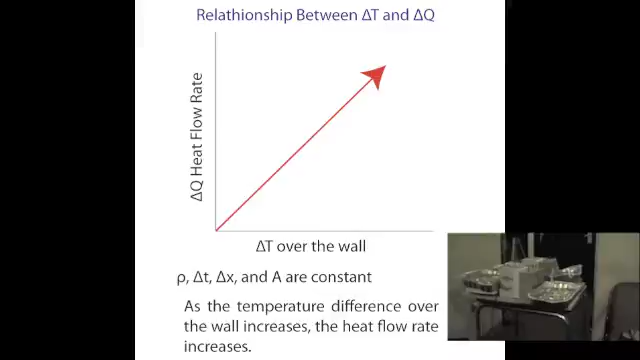 Relathionship Between ΔT and ΔQ
ΔQ Heat Flow Rate
ΔT over the wall
ρ, Δt, Δx, and A are constant
As the temperature difference over
the wall increases, the heat flow rate
increases.